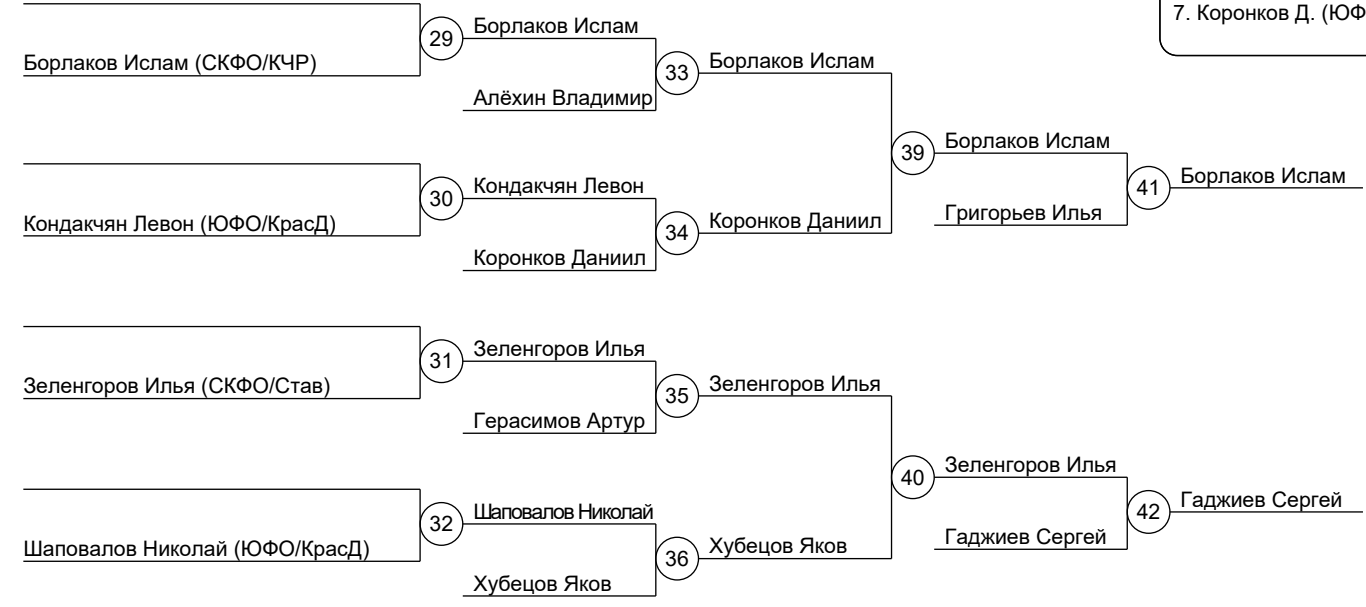 7. Коронков Д. (ЮФ
29
Борлаков Ислам
Борлаков Ислам (СКФО/КЧР)
33
Борлаков Ислам
Алёхин Владимир
39
Борлаков Ислам
30
Кондакчян Левон
41
Борлаков Ислам
Кондакчян Левон (ЮФО/КрасД)
34
Коронков Даниил
Григорьев Илья
Коронков Даниил
31
Зеленгоров Илья
Зеленгоров Илья (СКФО/Став)
35
Зеленгоров Илья
Герасимов Артур
40
Зеленгоров Илья
32
Шаповалов Николай
42
Гаджиев Сергей
Шаповалов Николай (ЮФО/КрасД)
36
Хубецов Яков
Гаджиев Сергей
Хубецов Яков